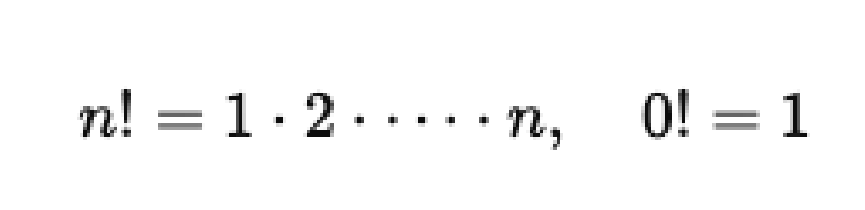 n! = 1 · 2 · · · · · n,    0! = 1